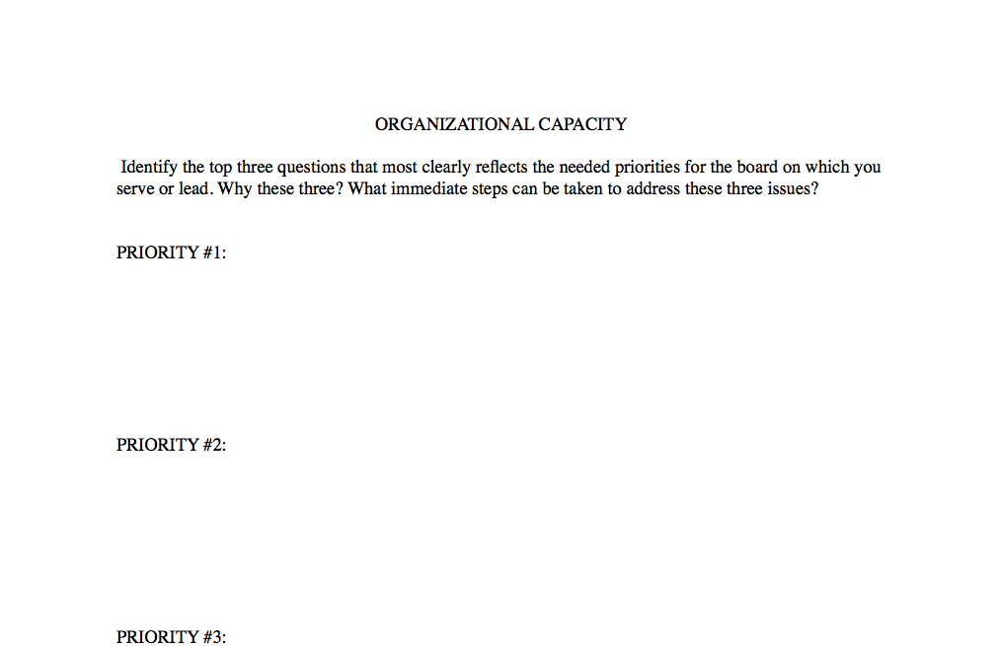 ORGANIZATIONAL CAPACITY
Identify the top three questions that most clearly reflects the needed priorities for the board on which you
serve or lead. Why these three? What immediate steps can be taken to address these three issues?
PRIORITY #1:
PRIORITY #2:
PRIORITY #3: